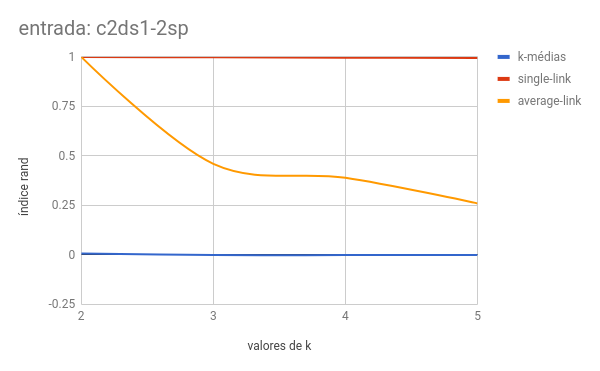 entrada: c2ds1-2sp
k-médias
single-link
average-link
1
0.75
0.5
0.25
0
-0.25
índice rand
2 3 4 5
valores de k